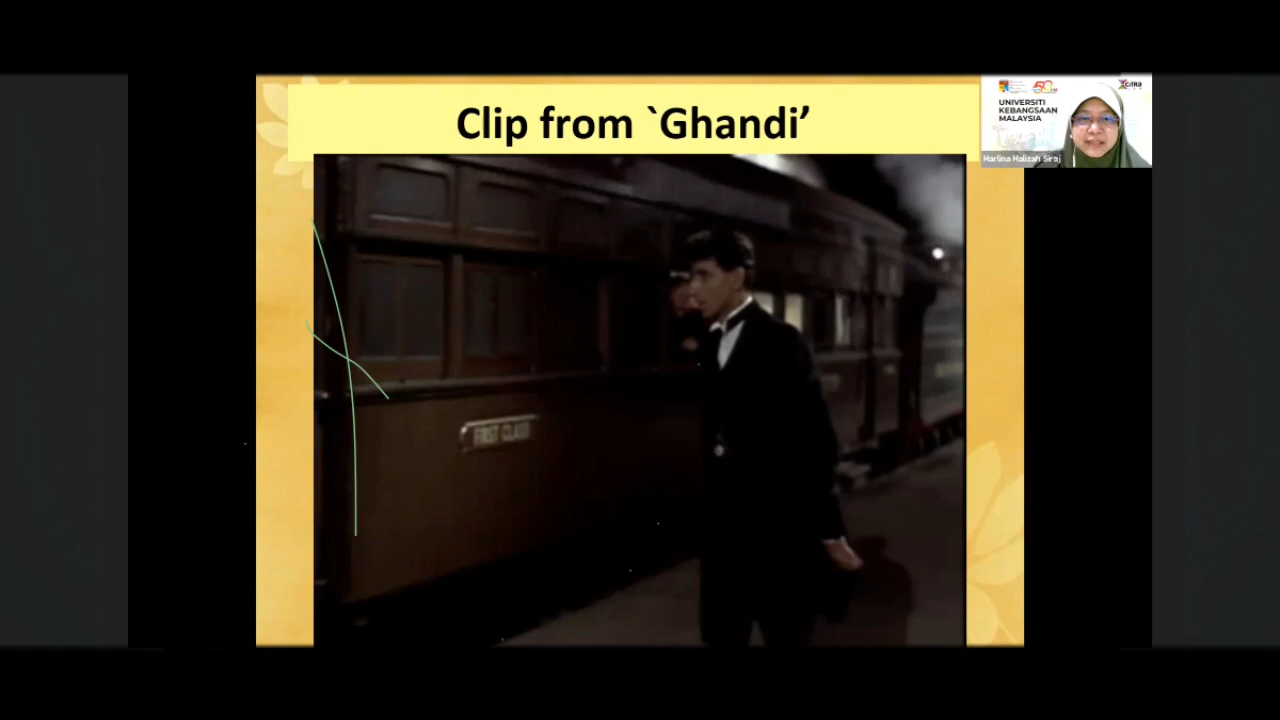 Clip from `Ghandi’
FIRST CLASS
UNIVERSITI
KEBANGSAAN
MALAYSIA
Harlina Halizah Siraj